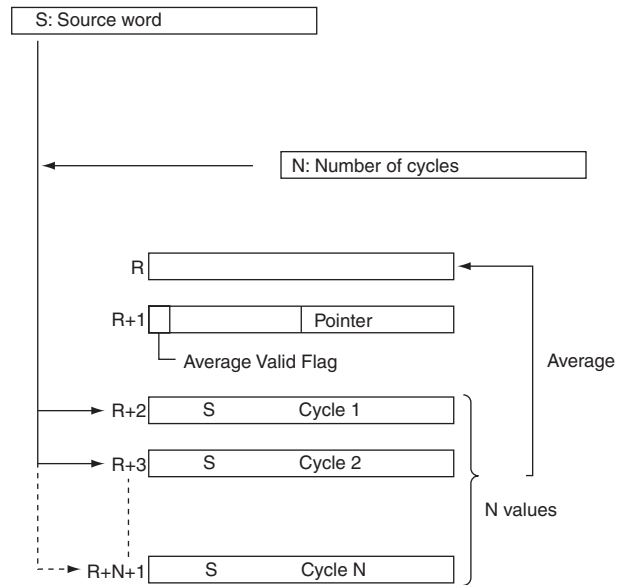 S: Source word
N: Number of cycles
R
R+1 Pointer
Average Valid Flag
Average
R+2 S Cycle 1
R+3 S Cycle 2
N values
R+N+1 S Cycle N